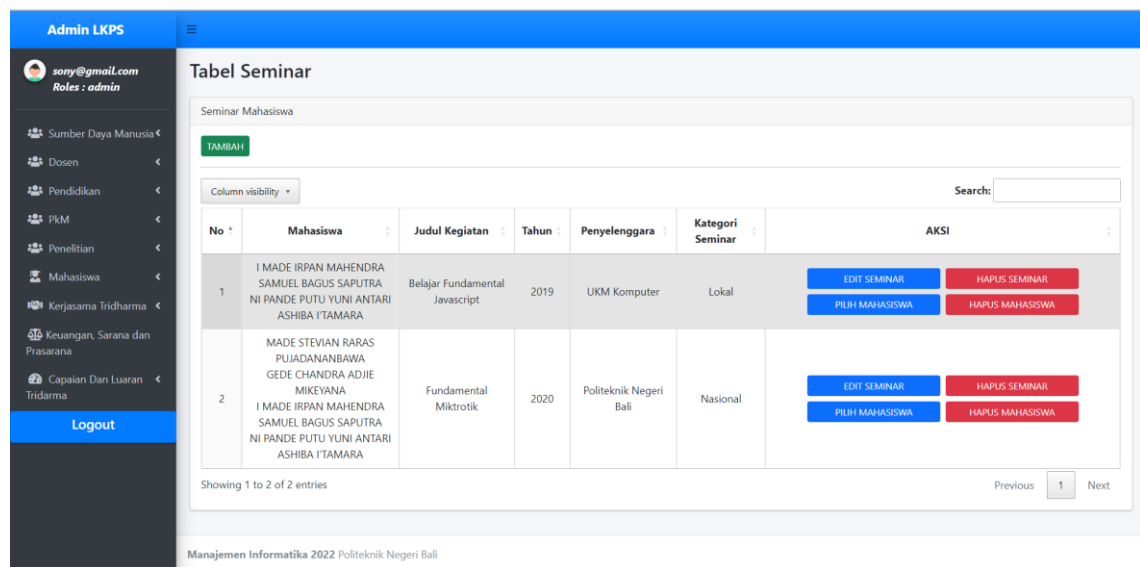 Admin LKPS
sony@gmail.com
Roles : admin
Sumber Daya Manusia
Dosen
Pendidikan
PkM
Penelitian
Mahasiswa
Kerjasama Tridharma
Keuangan, Sarana dan
Prasarana
Capaian Dan Luaran
Tridarma
Logout
Tabel Seminar
Seminar Mahasiswa
TAMBAH
Column visibility
Search:
No Mahasiswa Judul Kegiatan Tahun Penyelenggara Kategori Seminar AKSI
1
I MADE IRPAN MAHENDRA
SAMUEL BAGUS SAPUTRA
NI PANDE PUTU YUNI ANTARI
ASHIBA I'TAMARA
Belajar Fundamental
Javascript
2019
UKM Komputer
Lokal
EDIT SEMINAR HAPUS SEMINAR
PILIH MAHASISWA HAPUS MAHASISWA
2
MADE STEVIAN RARAS
PUJADANANBAWA
GEDE CHANDRA ADJIE
MIKEYANA
I MADE IRPAN MAHENDRA
SAMUEL BAGUS SAPUTRA
NI PANDE PUTU YUNI ANTARI
ASHIBA I'TAMARA
Fundamental
Miktrotik
2020
Politeknik Negeri
Bali
Nasional
EDIT SEMINAR HAPUS SEMINAR
PILIH MAHASISWA HAPUS MAHASISWA
Showing 1 to 2 of 2 entries
Previous 1 Next
Manajemen Informatika 2022 Politeknik Negeri Bali